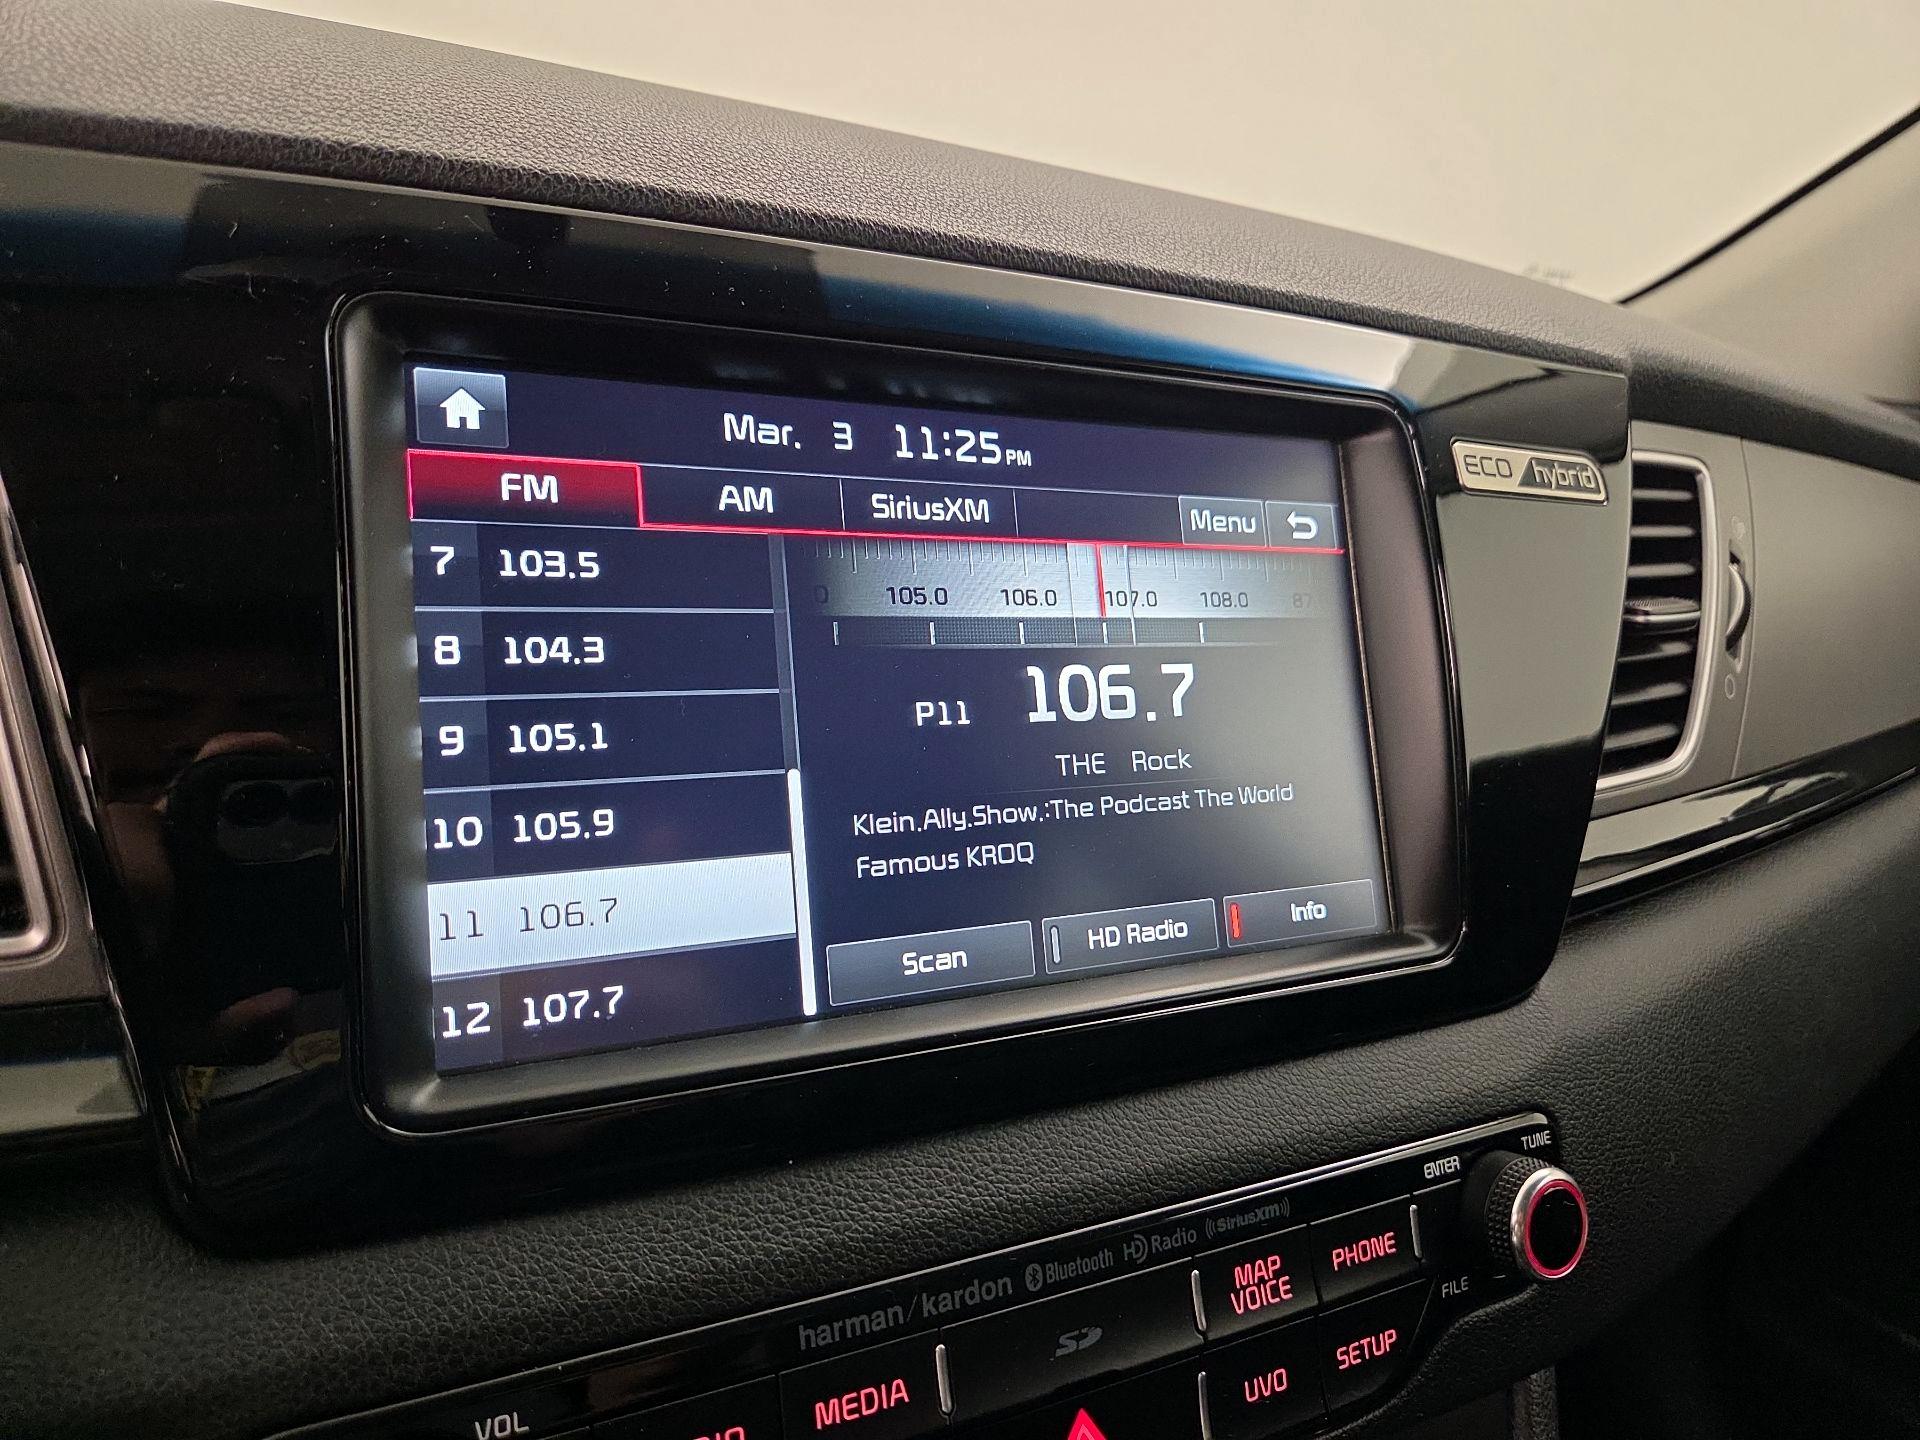 Mar. 3 11:25PM
FM AM SiriusXM Menu
7 103.5
8 104.3
9 105.1
10 105.9
11 106.7
12 107.7
105.0 106.0 107.0 108.0 87
P11 106.7
THE Rock
Klein.Ally.Show.:The Podcast The World
Famous KROQ
Scan HD Radio Info
ECO hybrid
TUNE
ENTER
FILE
harman/kardon Bluetooth HD Radio ((SiriusXM))
MAP
VOICE
PHONE
SD
MEDIA
UVO
SETUP
VOL